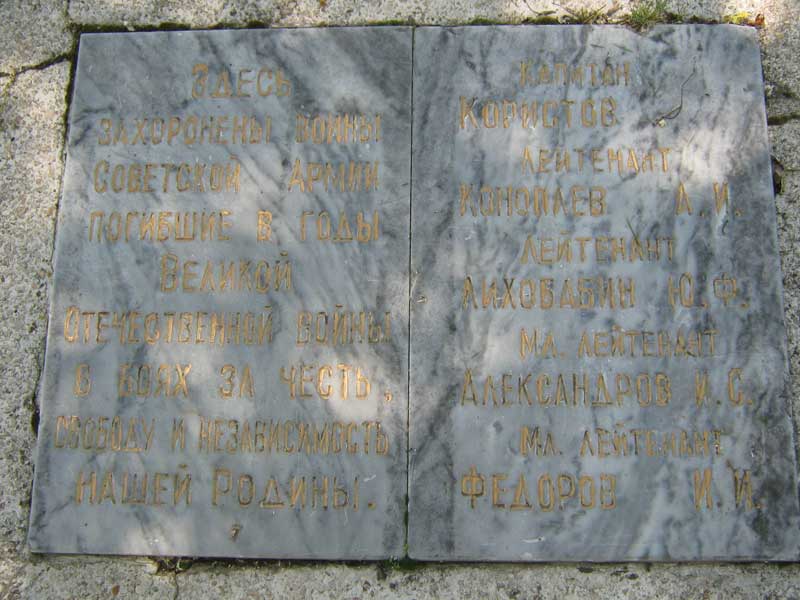 Здесь
захоронены воины
Советской Армии
погибшие в годы
Великой
Отечественной войны
в боях за честь,
свободу и независимость
нашей Родины.
Капитан
Користов
Лейтенант
Коноплев А.И.
Лейтенант
Лихобабин Ю.Ф.
Мл. лейтенант
Александров И.С.
Мл. лейтенант
Федоров И.И.